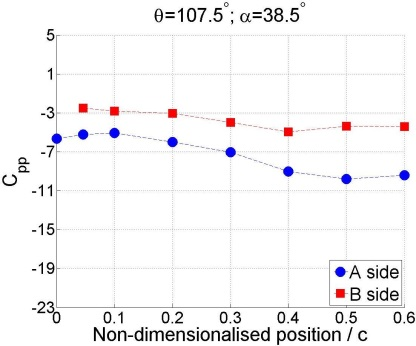 θ=107.5°; α=38.5°
5
1
-3
-7
-11
-15
-19
-23
Cpp
0 0.1 0.2 0.3 0.4 0.5 0.6
Non-dimensionalised position / c
A side
B side